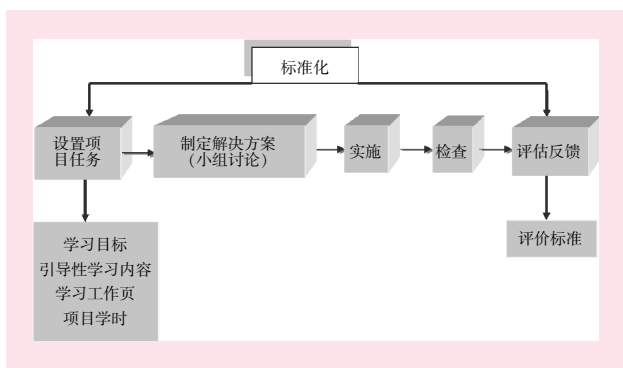 标准化
设置项
目任务
制定解决方案
（小组讨论）
实施
检查
评估反馈
学习目标
引导性学习内容
学习工作页
项目学时
评价标准